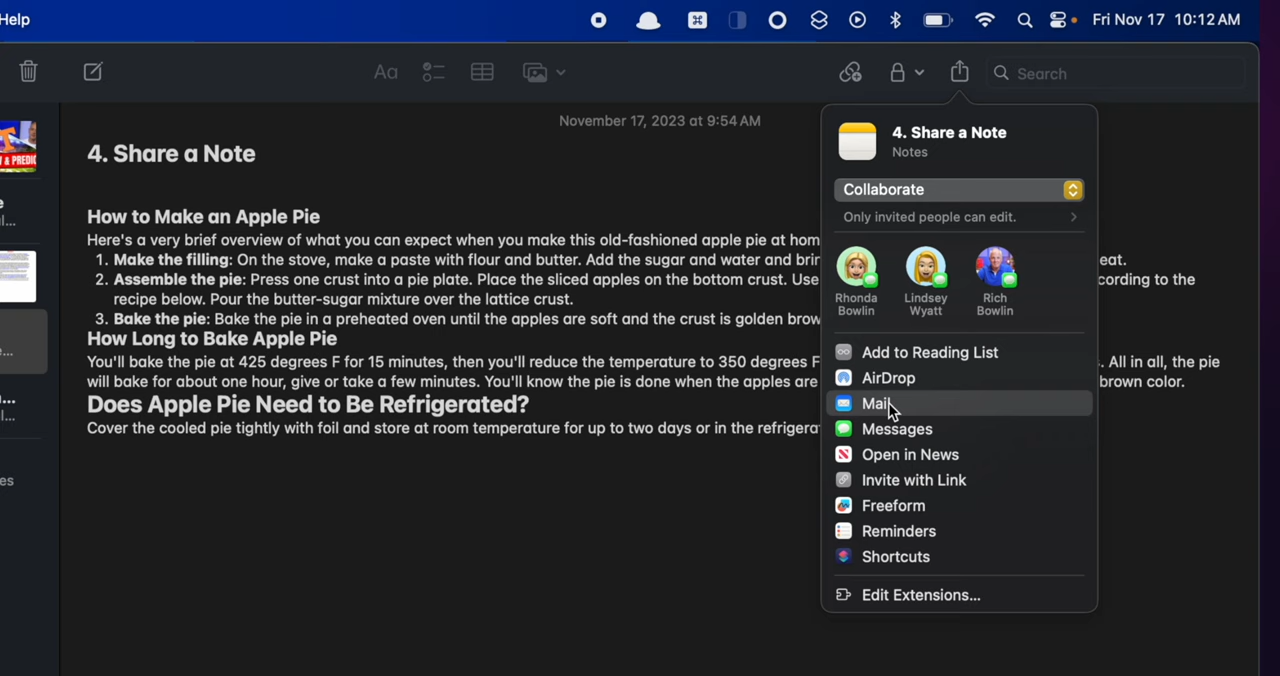 Help
Fri Nov 17 10:12 AM
Aa
Search
November 17, 2023 at 9:54 AM
4. Share a Note
How to Make an Apple Pie
Here's a very brief overview of what you can expect when you make this old-fashioned apple pie at hom
1. Make the filling: On the stove, make a paste with flour and butter. Add the sugar and water and brin
eat.
2. Assemble the pie: Press one crust into a pie plate. Place the sliced apples on the bottom crust. Use
cording to the
recipe below. Pour the butter-sugar mixture over the lattice crust.
3. Bake the pie: Bake the pie in a preheated oven until the apples are soft and the crust is golden brow
How Long to Bake Apple Pie
You'll bake the pie at 425 degrees F for 15 minutes, then you'll reduce the temperature to 350 degrees F
. All in all, the pie
will bake for about one hour, give or take a few minutes. You'll know the pie is done when the apples are
brown color.
Does Apple Pie Need to Be Refrigerated?
Cover the cooled pie tightly with foil and store at room temperature for up to two days or in the refrigera
4. Share a Note
Notes
Collaborate
Only invited people can edit.
Rhonda Bowlin
Lindsey Wyatt
Rich Bowlin
Add to Reading List
AirDrop
Mail
Messages
Open in News
Invite with Link
Freeform
Reminders
Shortcuts
Edit Extensions...